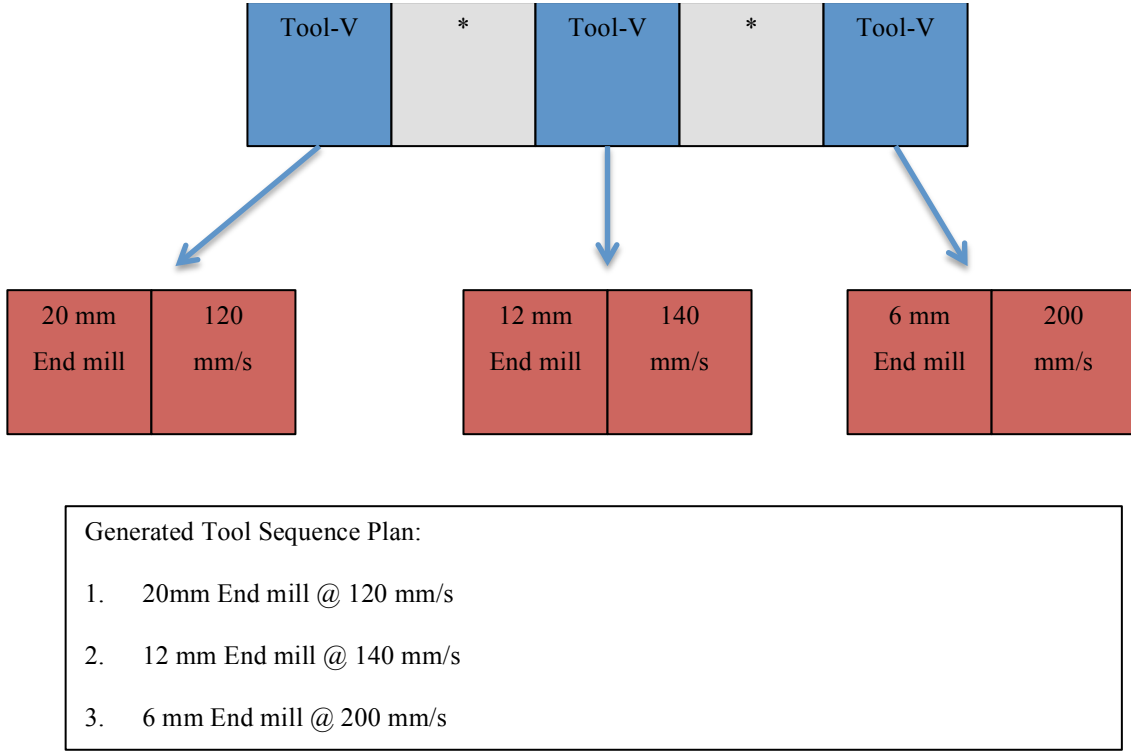 Tool-V * Tool-V * Tool-V
20 mm 120 12 mm 140 6 mm 200
End mill mm/s End mill mm/s End mill mm/s
Generated Tool Sequence Plan:
1. 20mm End mill @ 120 mm/s
2. 12 mm End mill @ 140 mm/s
3. 6 mm End mill @ 200 mm/s